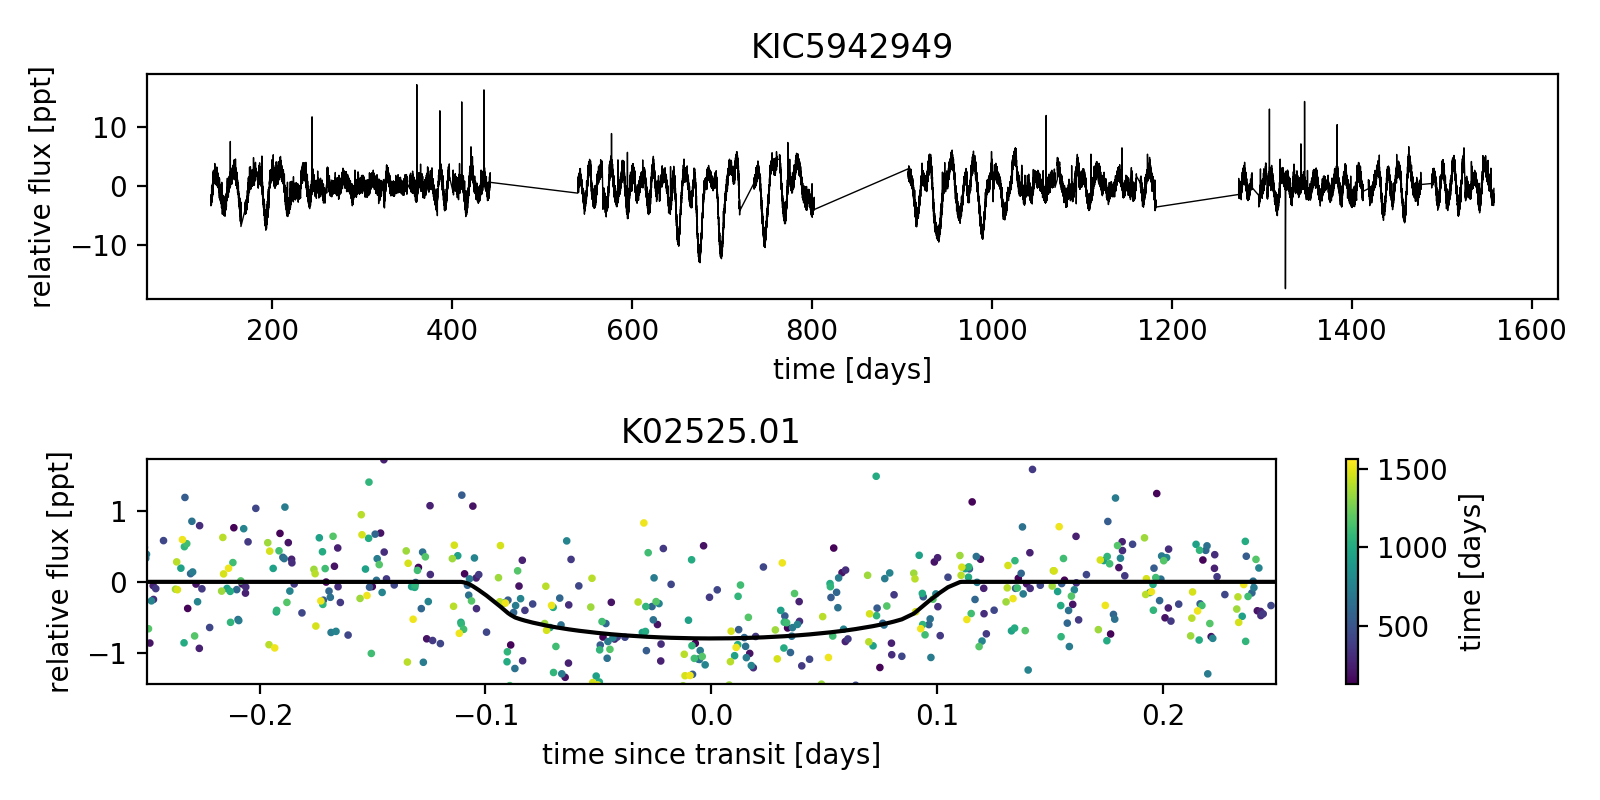 KIC5942949
relative flux [ppt]
10
0
−10
200 400 600 800 1000 1200 1400 1600
time [days]
K02525.01
relative flux [ppt]
1
0
−1
−0.2 −0.1 0.0 0.1 0.2
time since transit [days]
1500
1000
500
time [days]